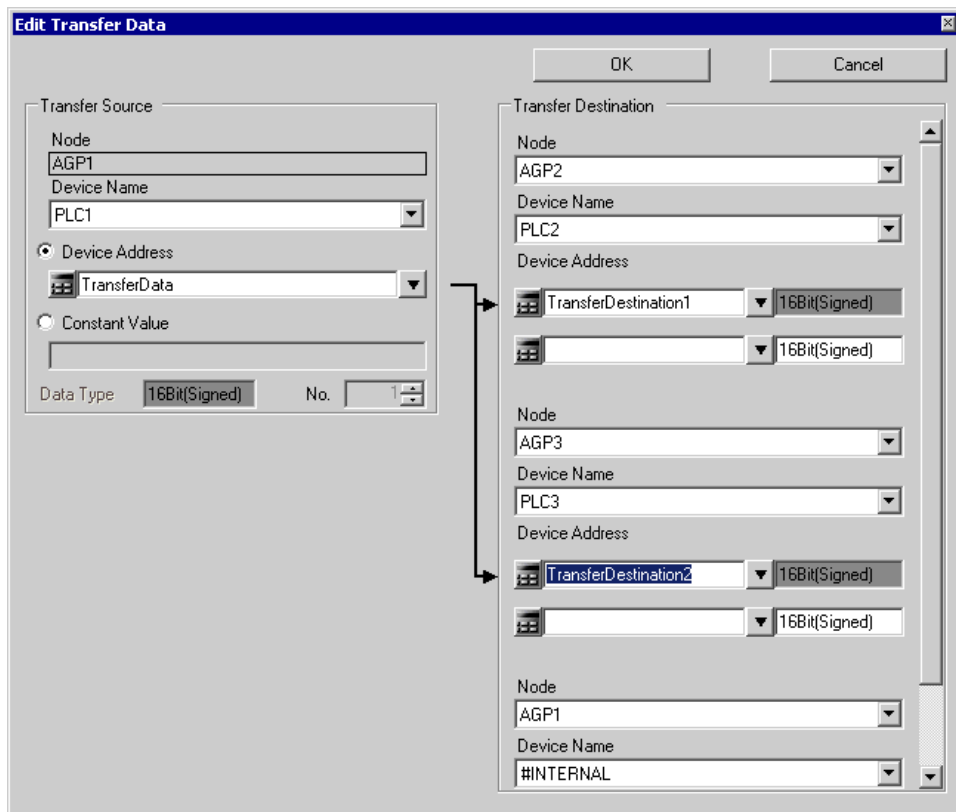 Edit Transfer Data
OK
Cancel
Transfer Source
Node
AGP1
Device Name
PLC1
Device Address
TransferData
Constant Value
Data Type
16Bit(Signed)
No.
1
Transfer Destination
Node
AGP2
Device Name
PLC2
Device Address
TransferDestination1
16Bit(Signed)
16Bit(Signed)
Node
AGP3
Device Name
PLC3
Device Address
TransferDestination2
16Bit(Signed)
16Bit(Signed)
Node
AGP1
Device Name
#INTERNAL